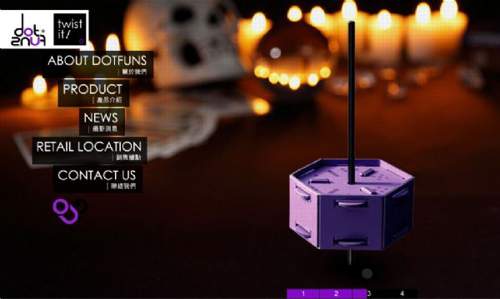 dot.
FUNS
twist
it/
ABOUT DOTFUNS
關於我們
PRODUCT
產品介紹
NEWS
最新消息
RETAIL LOCATION
銷售據點
CONTACT US
聯絡我們
1 2 3 4